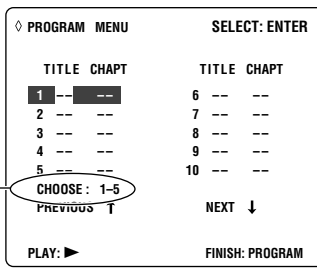 ◊ PROGRAM MENU SELECT: ENTER
TITLE CHAPT TITLE CHAPT
1 –– –– 6 –– ––
2 –– –– 7 –– ––
3 –– –– 8 –– ––
4 –– –– 9 –– ––
5 –– –– 10 –– ––
CHOOSE : 1–5
PREVIOUS ↑ NEXT ↓
PLAY: ► FINISH: PROGRAM